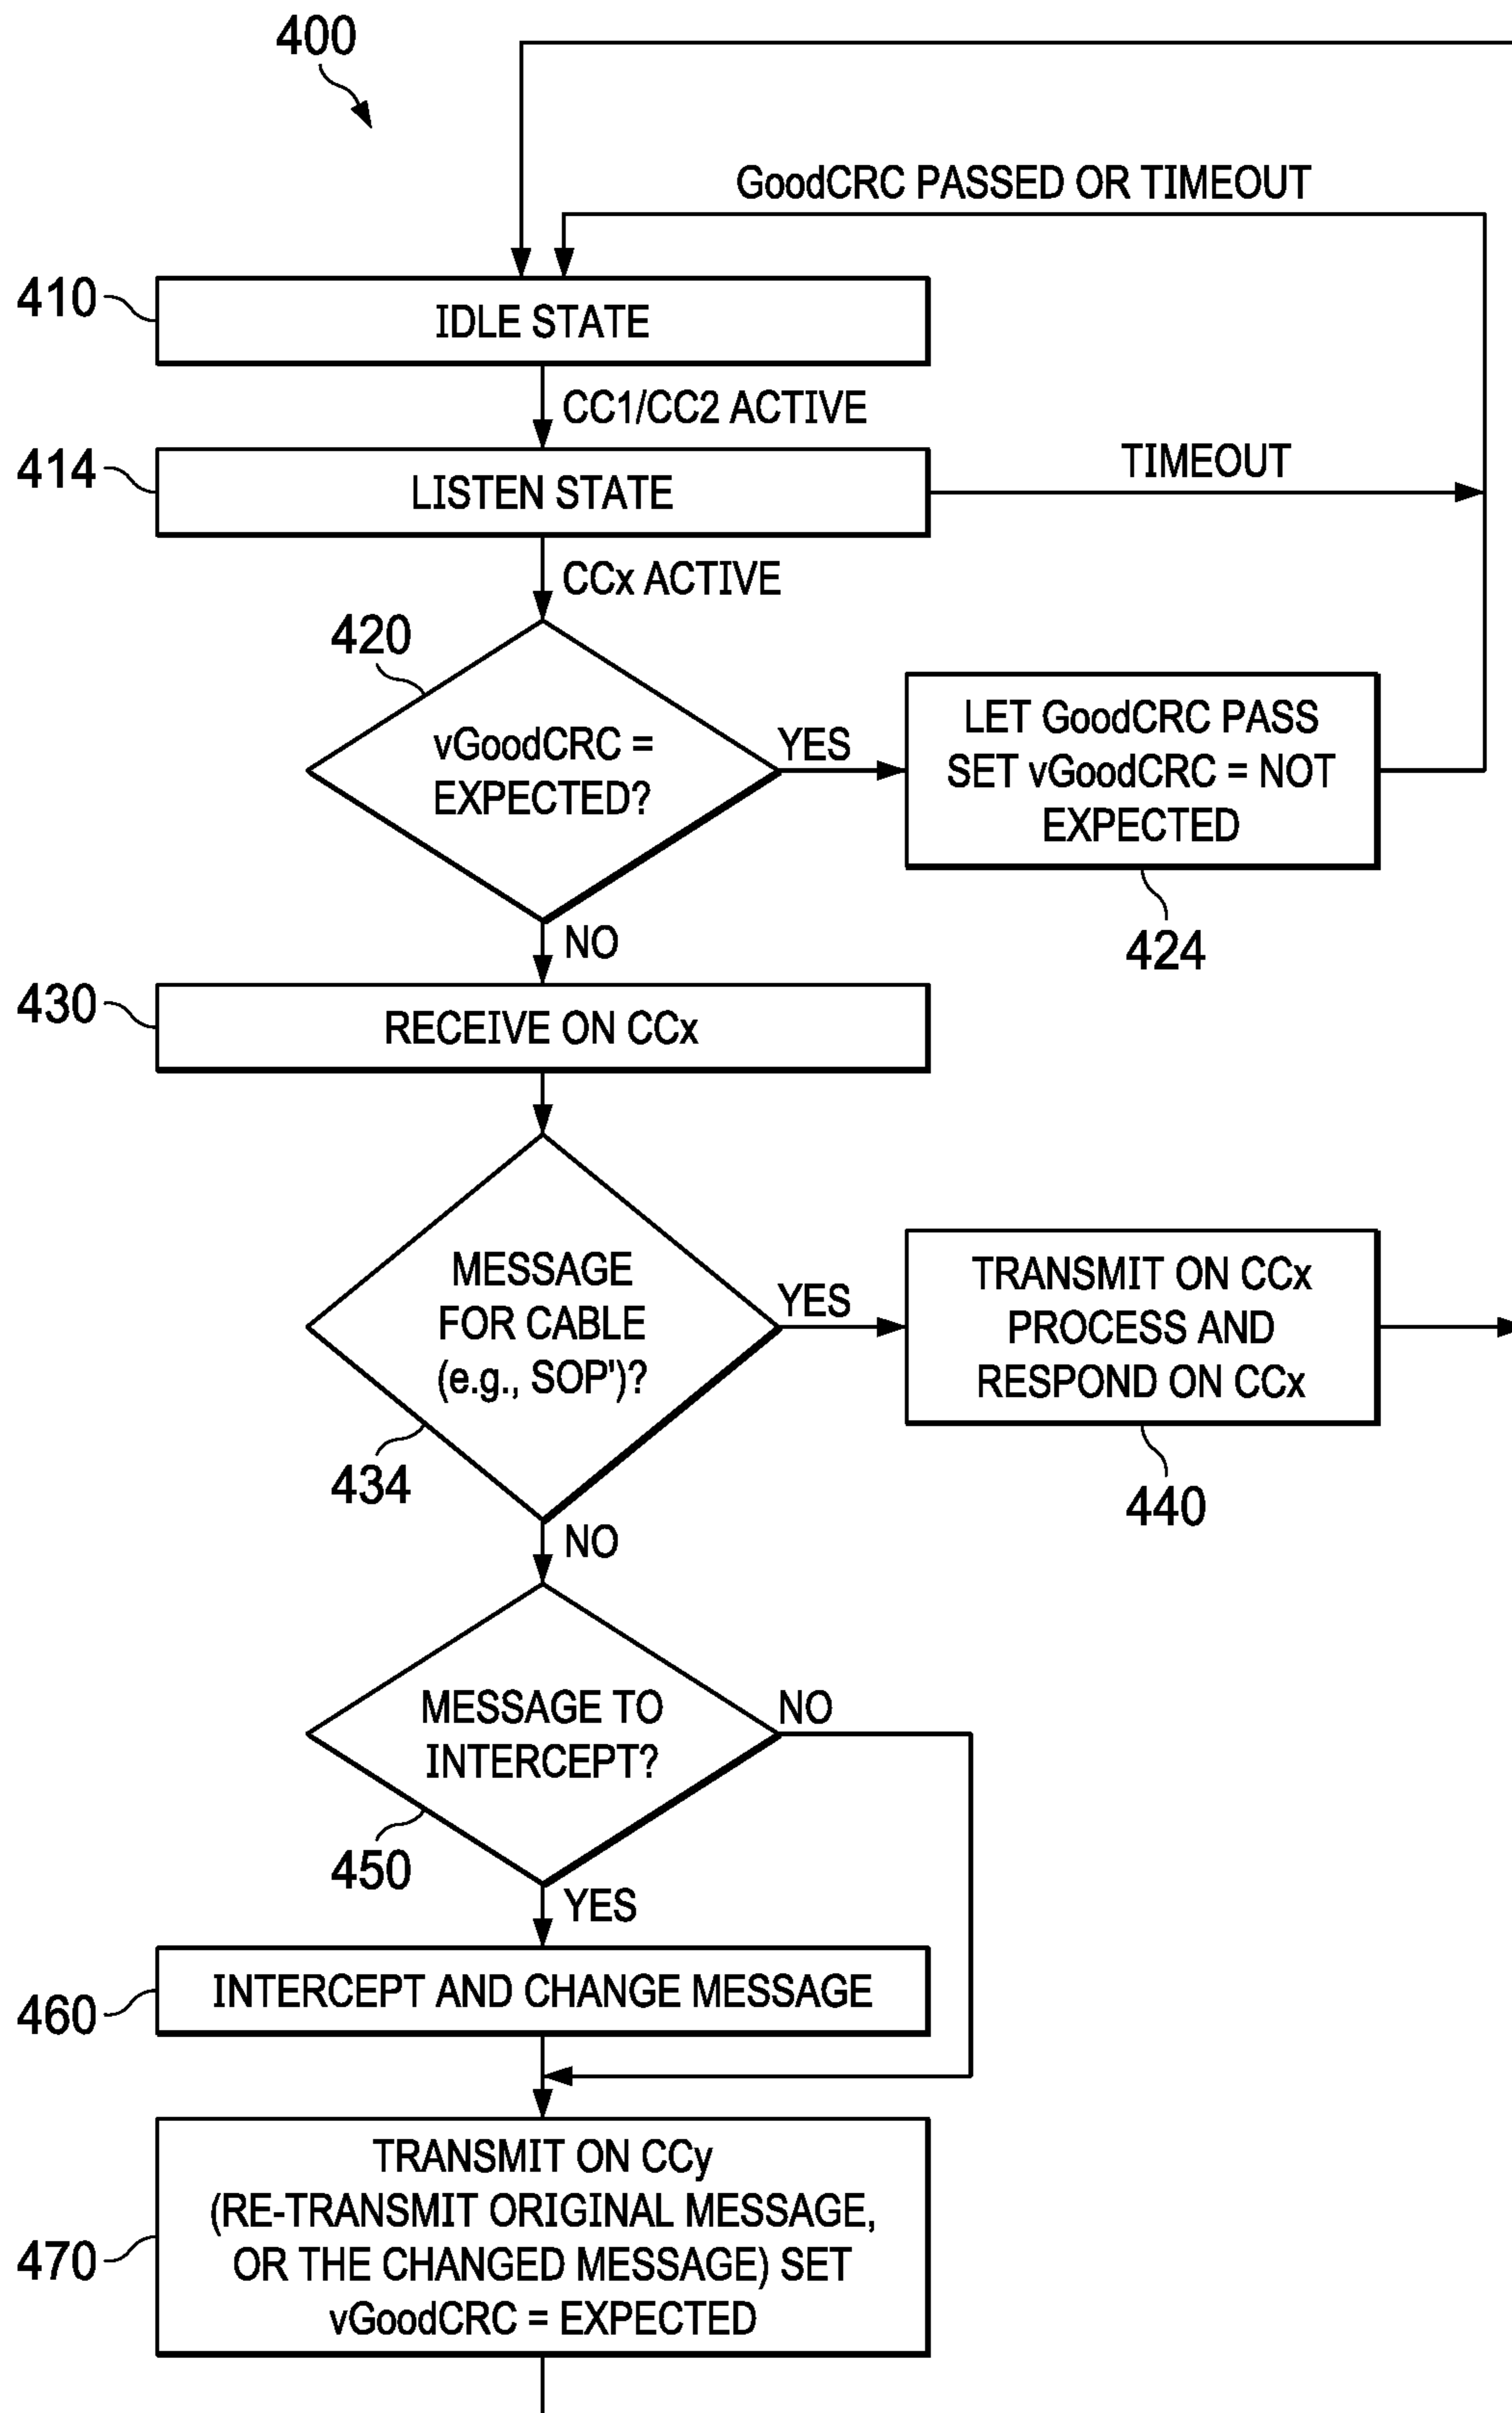 400
GoodCRC PASSED OR TIMEOUT
410
IDLE STATE
CC1/CC2 ACTIVE
414
LISTEN STATE
TIMEOUT
CCx ACTIVE
420
vGoodCRC =
EXPECTED?
YES
LET GoodCRC PASS
SET vGoodCRC = NOT
EXPECTED
424
NO
430
RECEIVE ON CCx
MESSAGE
FOR CABLE
(e.g., SOP')?
YES
434
TRANSMIT ON CCx
PROCESS AND
RESPOND ON CCx
440
NO
MESSAGE TO
INTERCEPT?
NO
450
YES
460
INTERCEPT AND CHANGE MESSAGE
470
TRANSMIT ON CCy
(RE-TRANSMIT ORIGINAL MESSAGE,
OR THE CHANGED MESSAGE) SET
vGoodCRC = EXPECTED